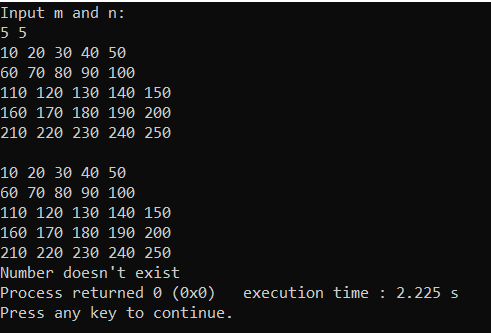 Input m and n:
5 5
10 20 30 40 50
60 70 80 90 100
110 120 130 140 150
160 170 180 190 200
210 220 230 240 250

10 20 30 40 50
60 70 80 90 100
110 120 130 140 150
160 170 180 190 200
210 220 230 240 250
Number doesn't exist
Process returned 0 (0x0)   execution time : 2.225 s
Press any key to continue.